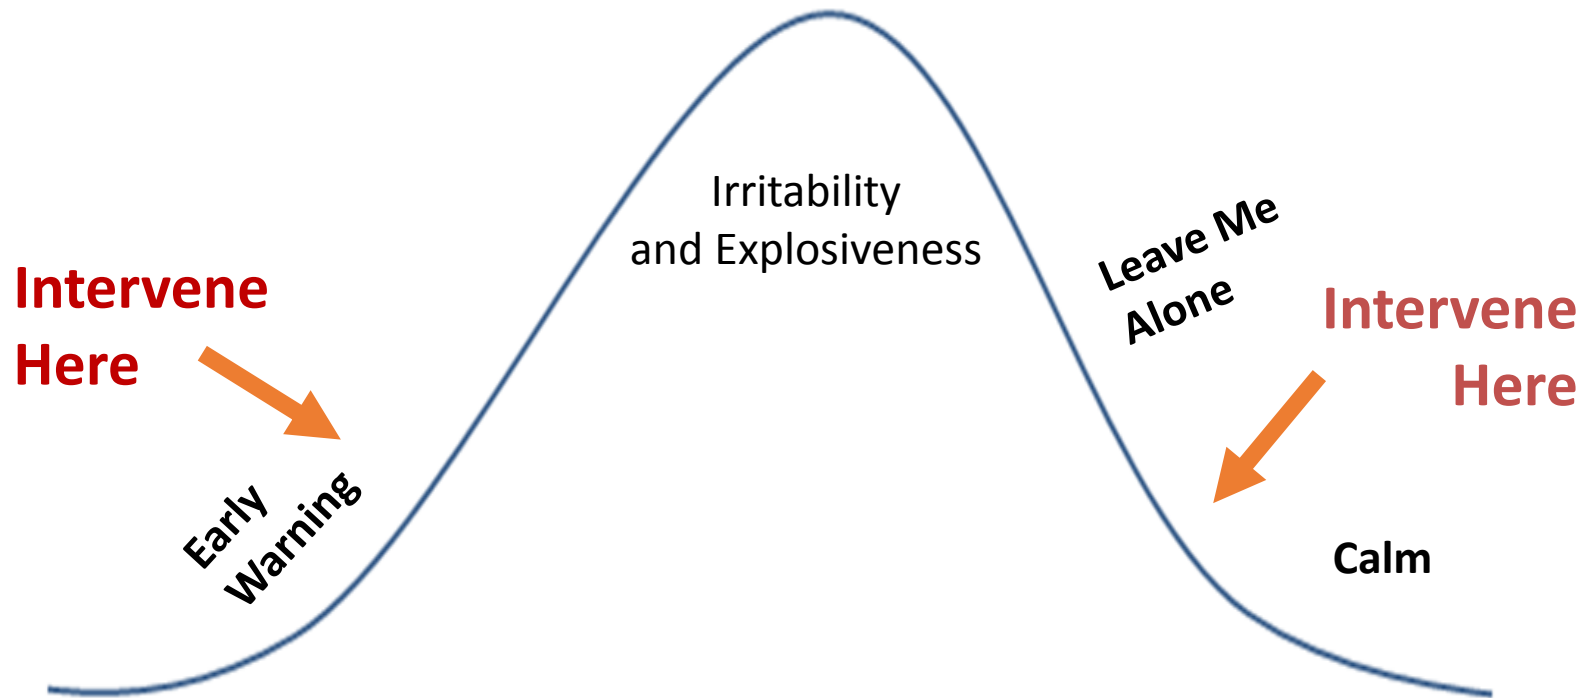 Irritability
and Explosiveness
Leave Me
Alone
Intervene
Here
Intervene
Here
Early
Warning
Calm